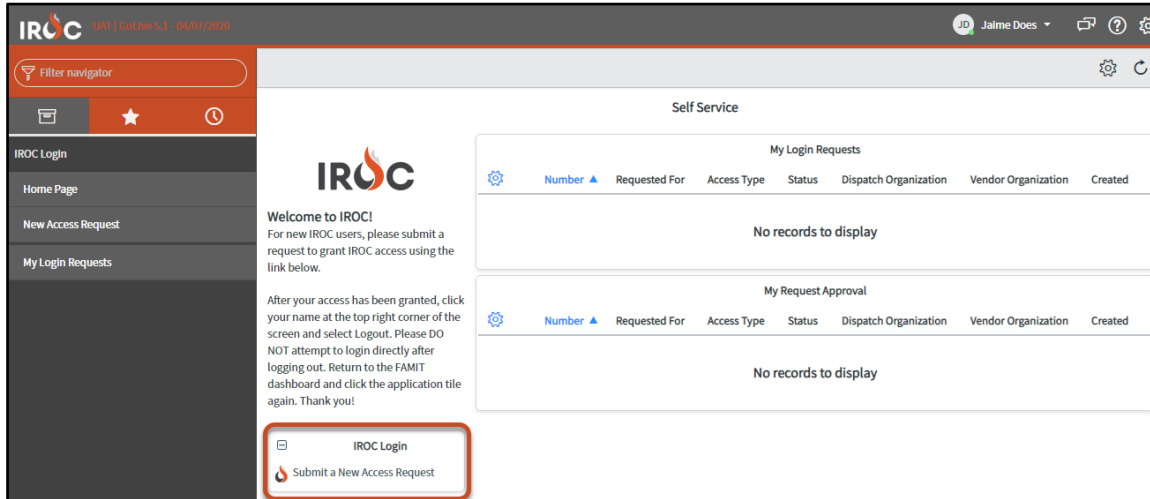 IROC UAT | GoLive 5.1 - 04/07/2020
JD Jaime Does
Filter navigator
Self Service
IROC Login
Home Page
New Access Request
My Login Requests
IROC
Welcome to IROC!
For new IROC users, please submit a
request to grant IROC access using the
link below.
After your access has been granted, click
your name at the top right corner of the
screen and select Logout. Please DO
NOT attempt to login directly after
logging out. Return to the FAMIT
dashboard and click the application tile
again. Thank you!
IROC Login
Submit a New Access Request
My Login Requests
Number Requested For Access Type Status Dispatch Organization Vendor Organization Created
No records to display
My Request Approval
Number Requested For Access Type Status Dispatch Organization Vendor Organization Created
No records to display